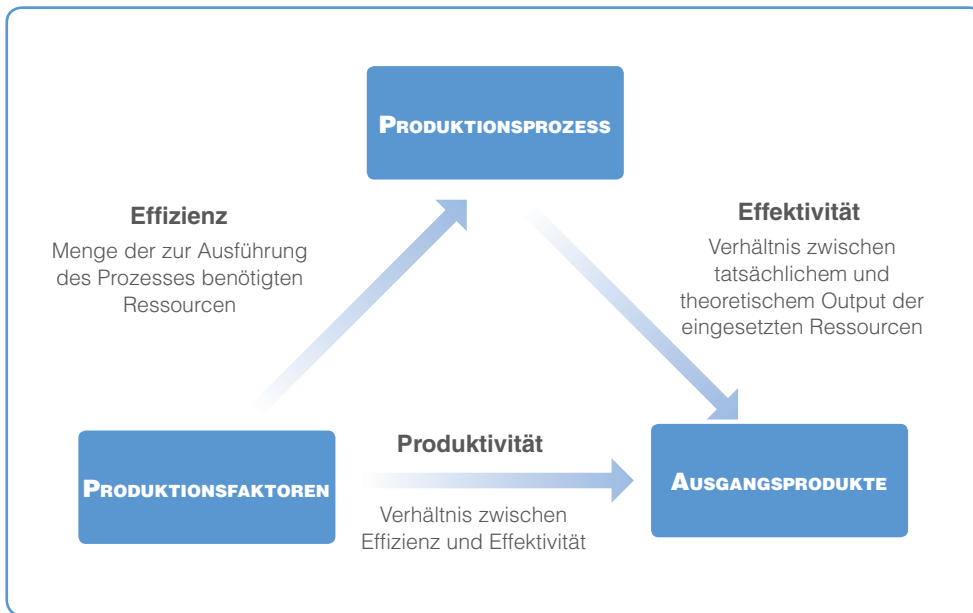 PRODUKTIONSPROZESS
Effizienz
Menge der zur Ausführung
des Prozesses benötigten
Ressourcen
Effektivität
Verhältnis zwischen
tatsächlichem und
theoretischem Output der
eingesetzten Ressourcen
PRODUKTIONSFAKTOREN
Produktivität
Verhältnis zwischen
Effizienz und Effektivität
AUSGANGSPRODUKTE